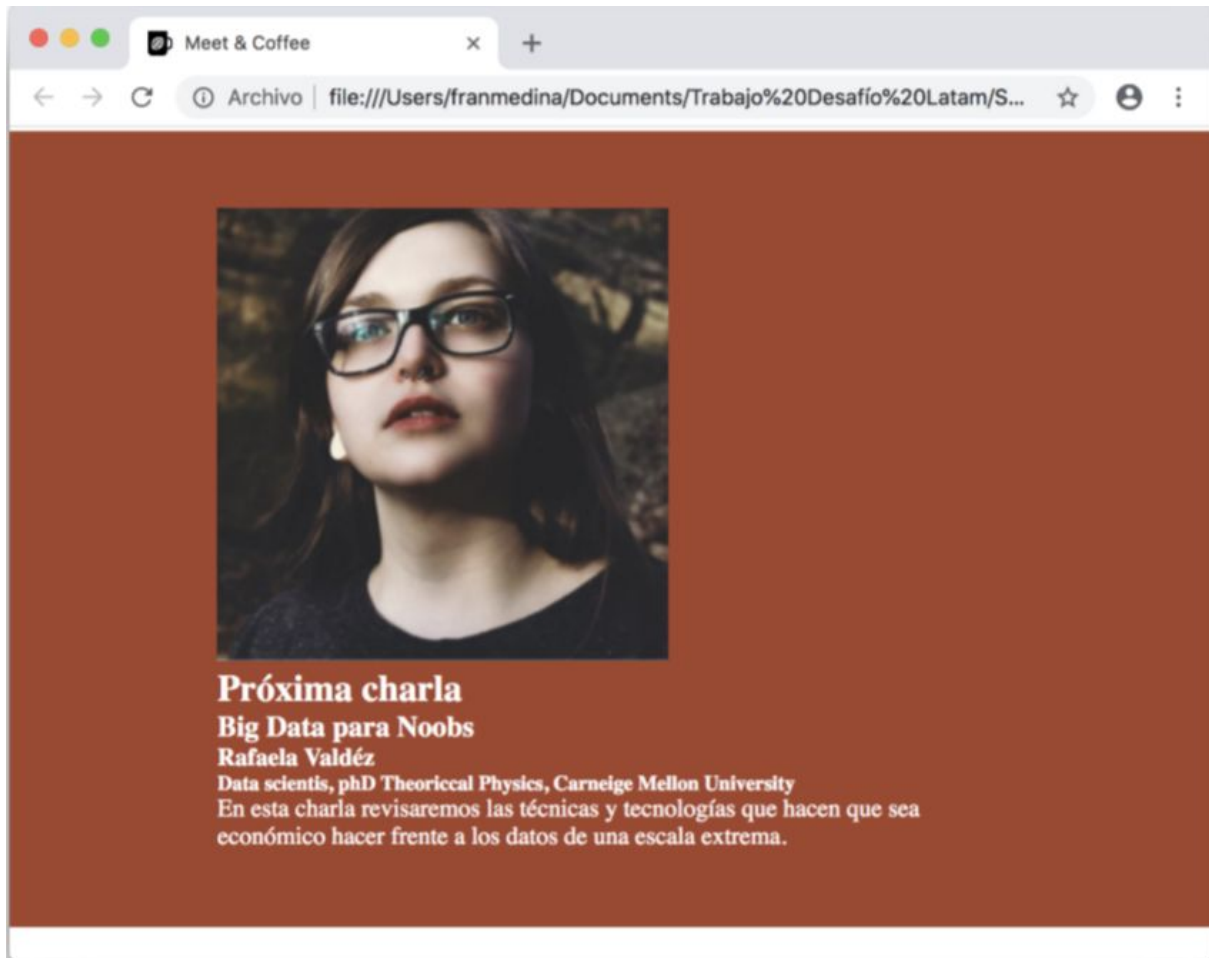 Meet & Coffee
Archivo | file:///Users/franmedina/Documents/Trabajo%20Desafío%20Latam/S...
Próxima charla
Big Data para Noobs
Rafaela Valdéz
Data scientis, phD Theoriccal Physics, Carneige Mellon University
En esta charla revisaremos las técnicas y tecnologías que hacen que sea
económico hacer frente a los datos de una escala extrema.